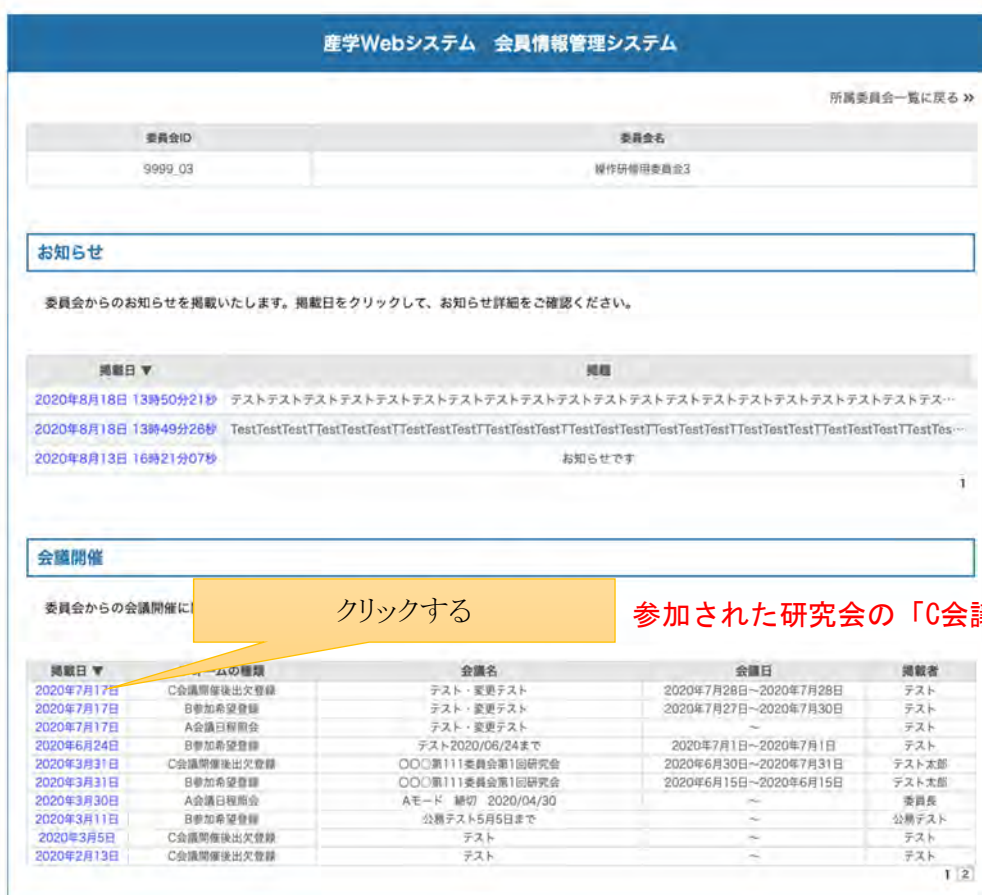 産学Webシステム 会員情報管理システム
所属委員会一覧に戻る »
委員会ID 委員会名
9999_03 操作研修用委員会3
お知らせ
委員会からのお知らせを掲載いたします。掲載日をクリックして、お知らせ詳細をご確認ください。
掲載日 ▼ 掲題
2020年8月18日 13時50分21秒 テストテストテストテストテストテストテストテストテストテストテストテストテストテストテストテストテストテストテストテス…
2020年8月18日 13時49分26秒 TestTestTestTTestTestTestTTestTestTestTTestTestTestTTestTestTestTTestTestTestTTestTestTestTTestTestTestTTestTes…
2020年8月13日 16時21分07秒 お知らせです
1
会議開催
委員会からの会議開催に
クリックする
参加された研究会の「C会議
掲載日 ▼ ームの種類 会議名 会議日 掲載者
2020年7月17日 C会議開催後出欠登録 テスト・変更テスト 2020年7月28日~2020年7月28日 テスト
2020年7月17日 B参加希望登録 テスト・変更テスト 2020年7月27日~2020年7月30日 テスト
2020年7月17日 A会議日程照会 テスト・変更テスト ~ テスト
2020年6月24日 B参加希望登録 テスト2020/06/24まで 2020年7月1日~2020年7月1日 テスト
2020年3月31日 C会議開催後出欠登録 〇〇〇第111委員会第1回研究会 2020年6月30日~2020年7月31日 テスト太郎
2020年3月31日 B参加希望登録 〇〇〇第111委員会第1回研究会 2020年6月15日~2020年6月15日 テスト太郎
2020年3月30日 A会議日程照会 Aモード 締切 2020/04/30 ~ 委員長
2020年3月11日 B参加希望登録 公務テスト5月5日まで ~ 公務テスト
2020年3月5日 C会議開催後出欠登録 テスト ~ テスト
2020年2月13日 C会議開催後出欠登録 テスト ~ テスト
1 2